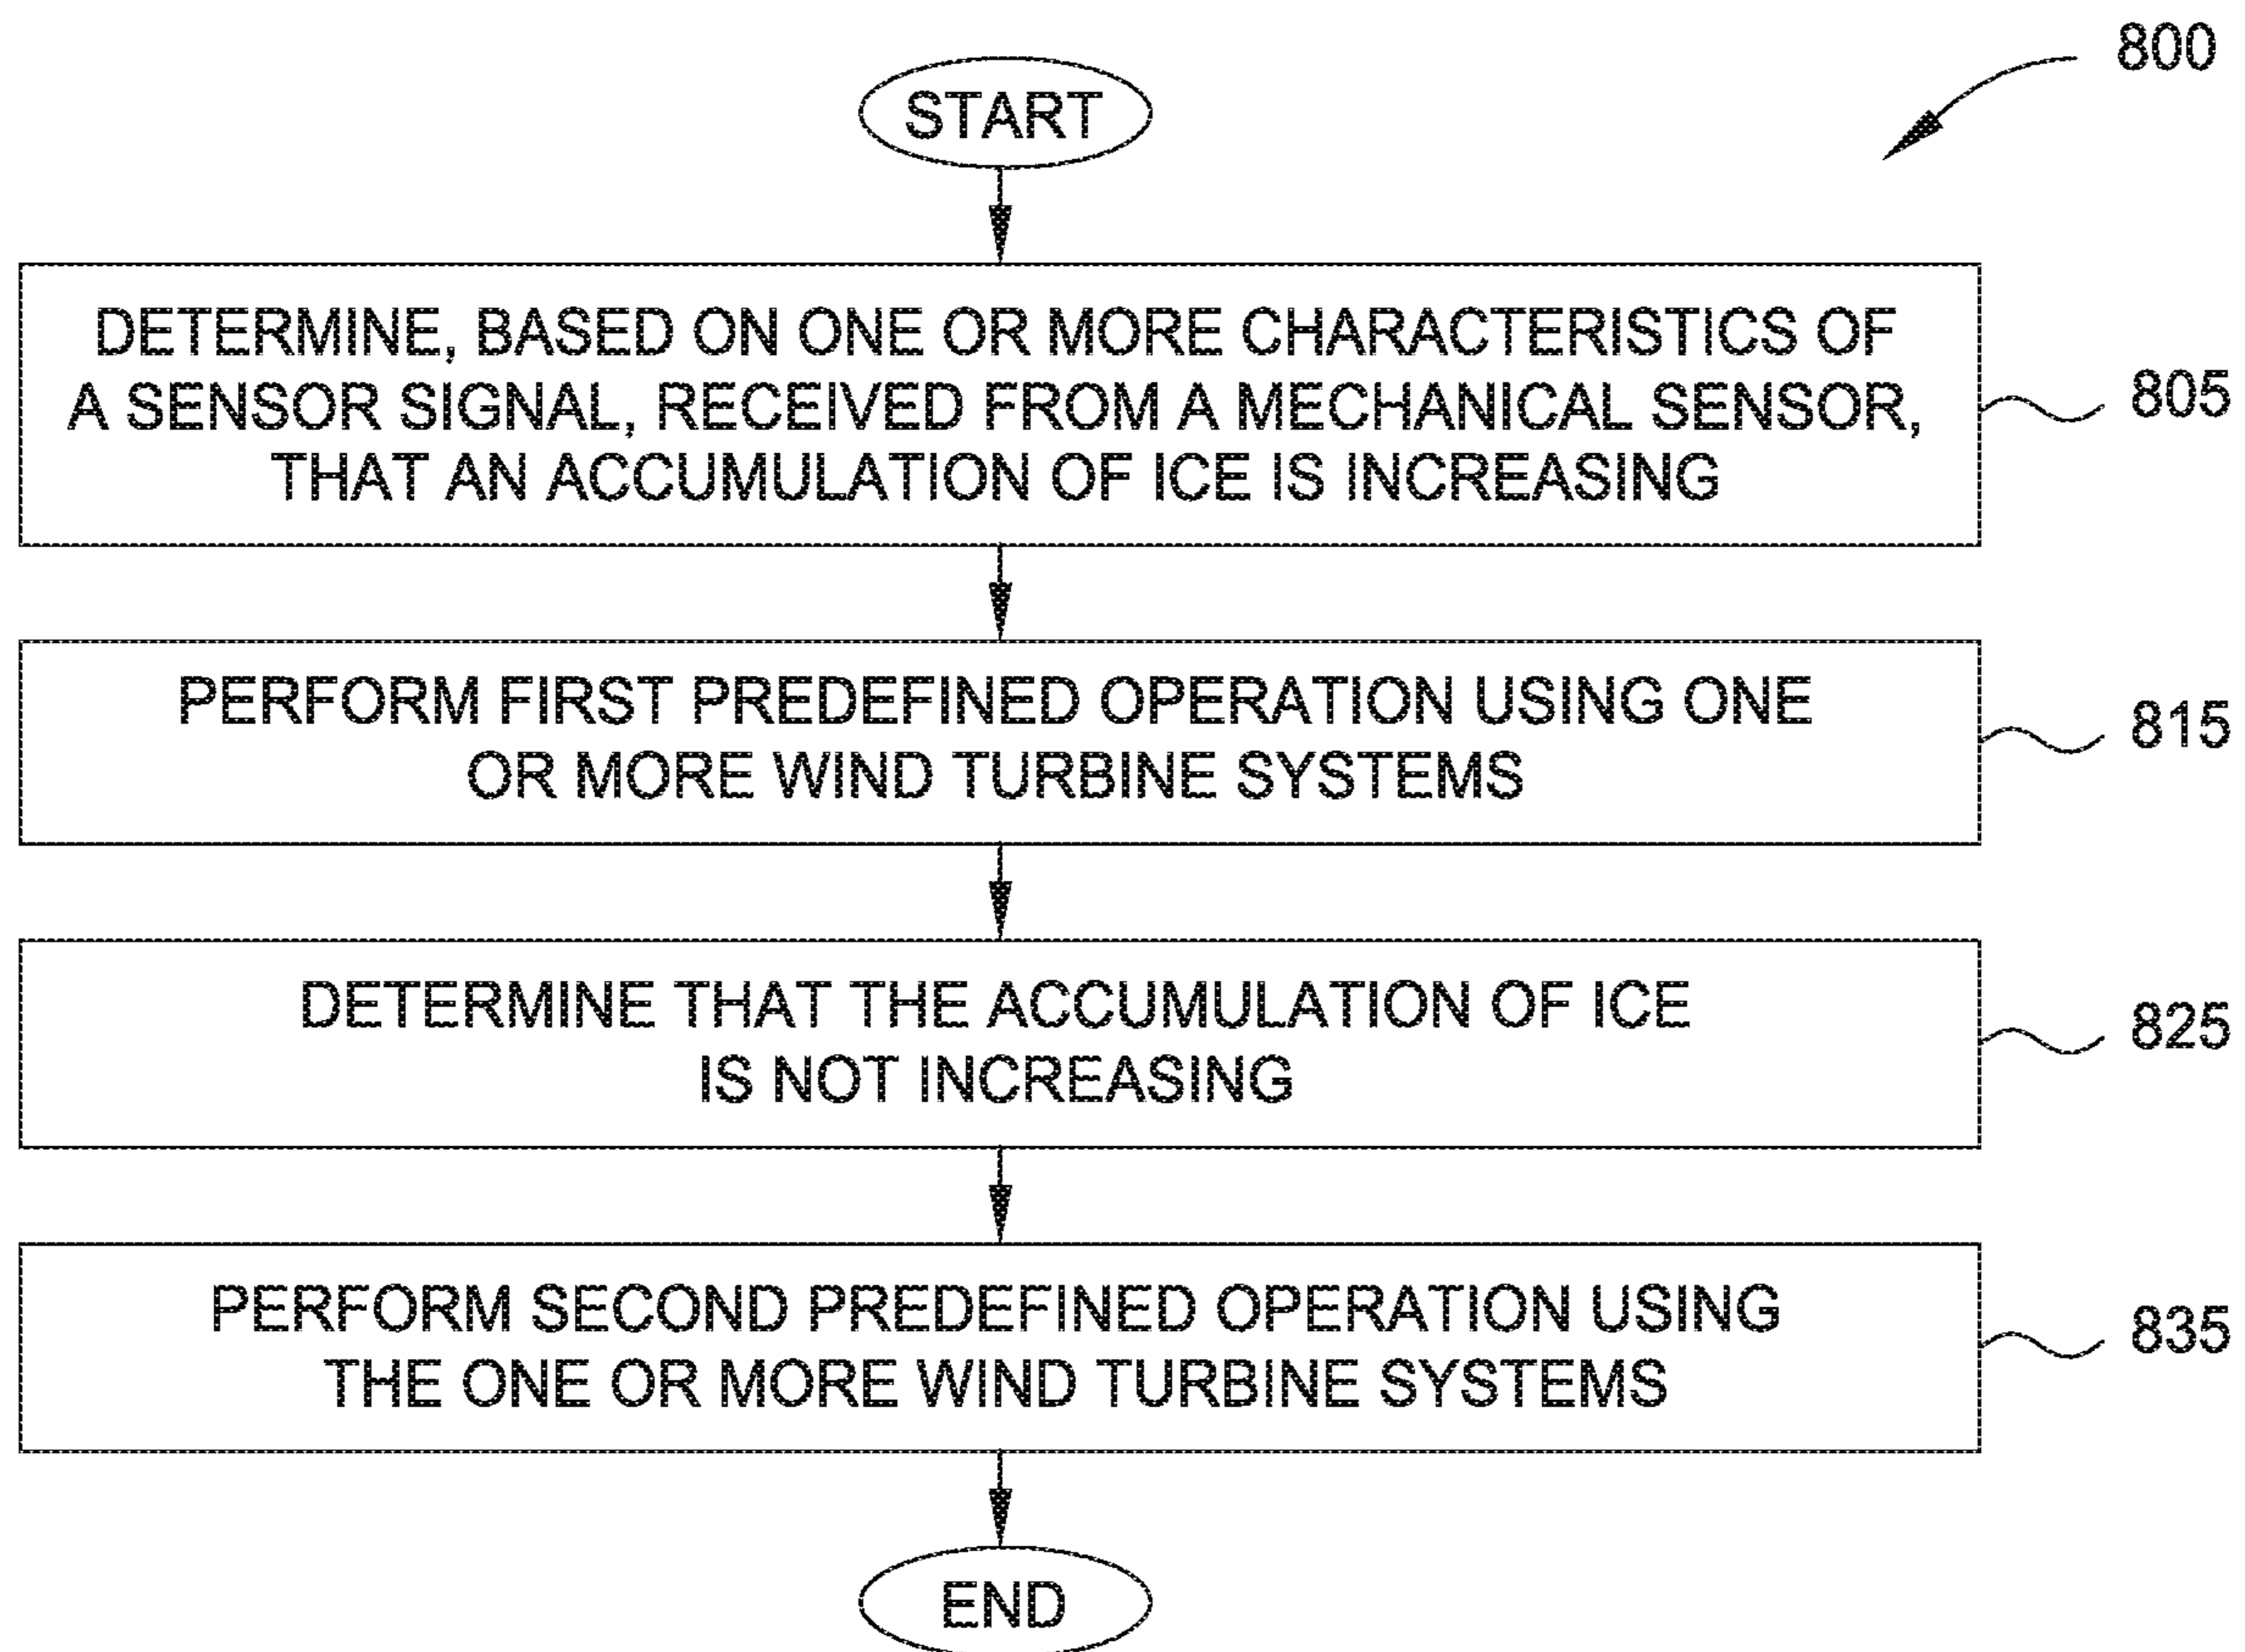 800
START
DETERMINE, BASED ON ONE OR MORE CHARACTERISTICS OF
A SENSOR SIGNAL, RECEIVED FROM A MECHANICAL SENSOR,
THAT AN ACCUMULATION OF ICE IS INCREASING
805
PERFORM FIRST PREDEFINED OPERATION USING ONE
OR MORE WIND TURBINE SYSTEMS
815
DETERMINE THAT THE ACCUMULATION OF ICE
IS NOT INCREASING
825
PERFORM SECOND PREDEFINED OPERATION USING
THE ONE OR MORE WIND TURBINE SYSTEMS
835
END